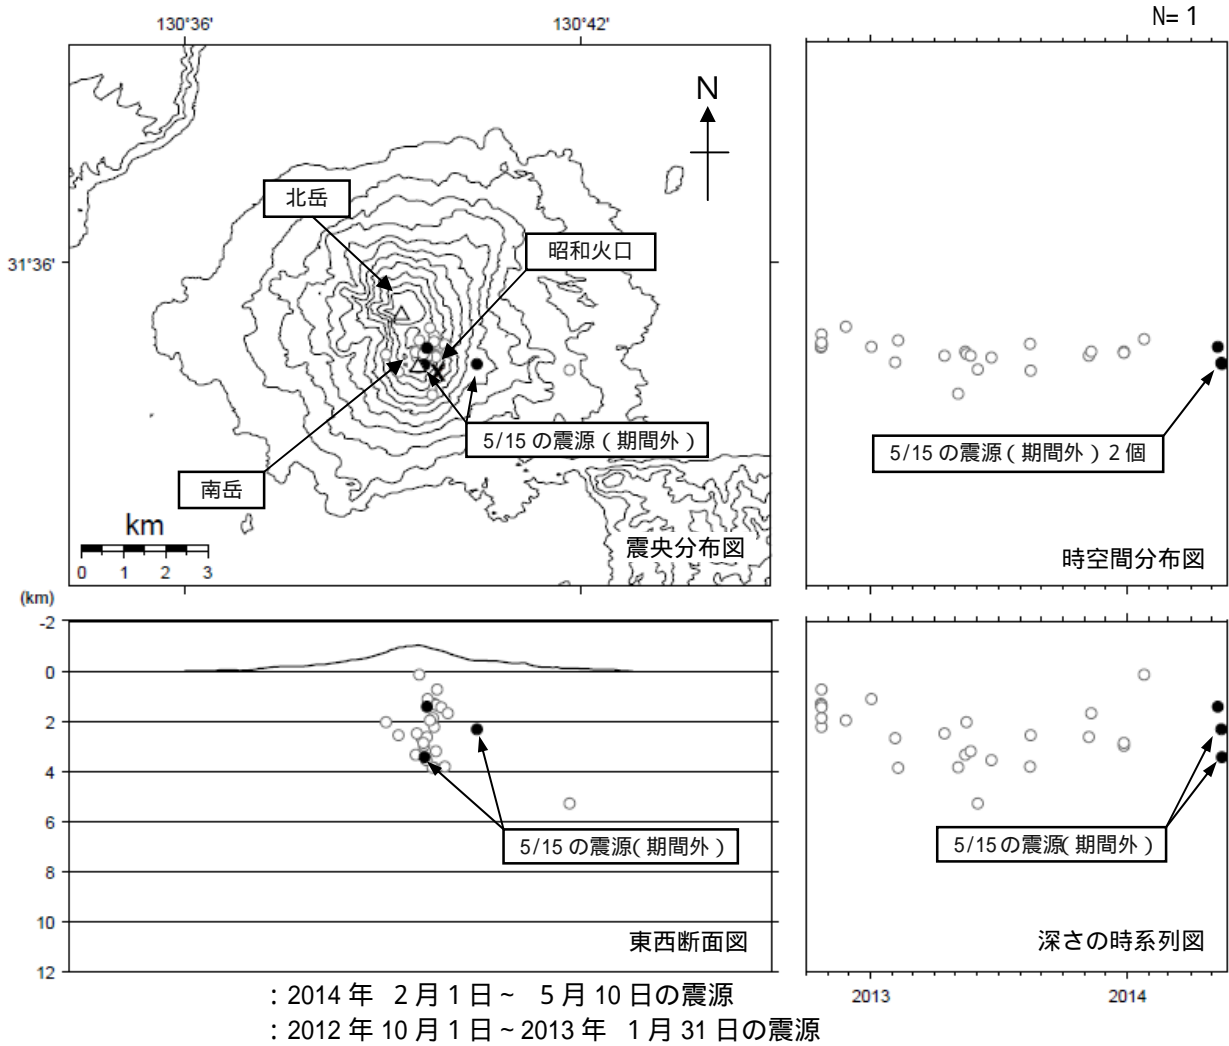 130°36' 130°42' N= 1
N
北岳
昭和火口
31°36'
5/15 の震源 ( 期間外 )
5/15 の震源 ( 期間外 ) 2 個
南岳
km
0 1 2 3
震央分布図
時空間分布図
(km)
-2
0
2
4
6
8
10
12
5/15 の震源( 期間外 )
5/15 の震源( 期間外 )
東西断面図
深さの時系列図
2013 2014
: 2014 年 2 月 1 日 ~ 5 月 10 日の震源
: 2012 年 10 月 1 日 ~ 2013 年 1 月 31 日の震源